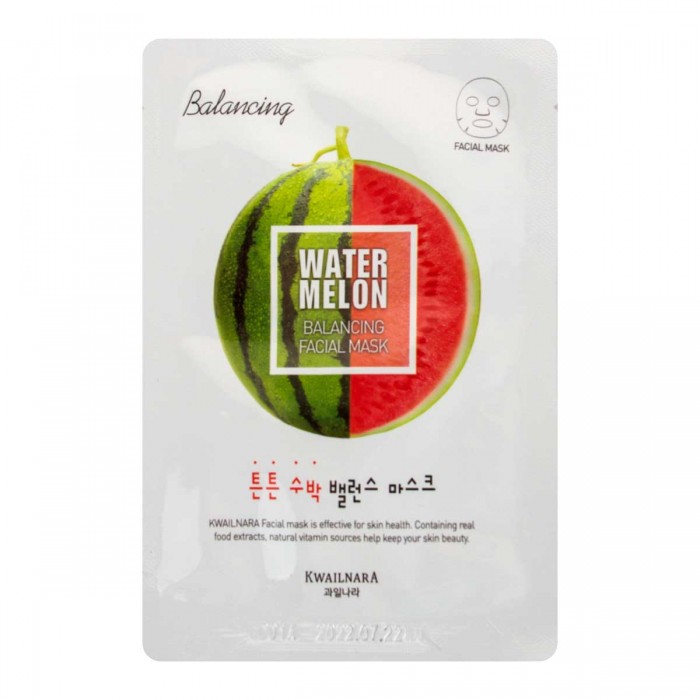 Balancing
FACIAL MASK
WATER
MELON
BALANCING
FACIAL MASK
튼튼 수박 밸런스 마스크
KWAILNARA Facial mask is effective for skin health. Containing real
food extracts, natural vitamin sources help keep your skin beauty.
KWAILNARA
과일나라